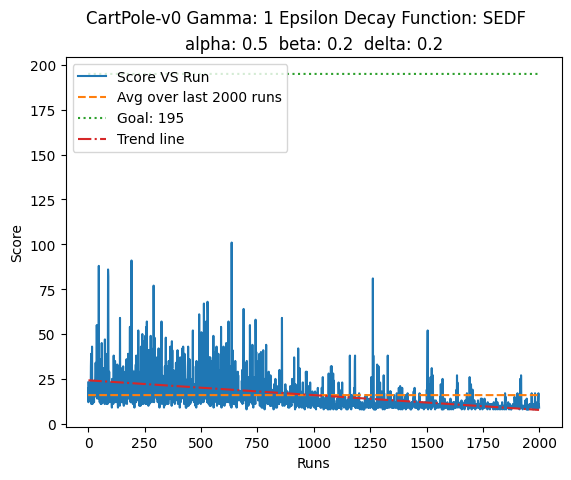 CartPole-v0 Gamma: 1 Epsilon Decay Function: SEDF
alpha: 0.5 beta: 0.2 delta: 0.2
Score VS Run
Avg over last 2000 runs
Goal: 195
Trend line
200
175
150
125
100
75
50
25
0
Score
0 250 500 750 1000 1250 1500 1750 2000
Runs